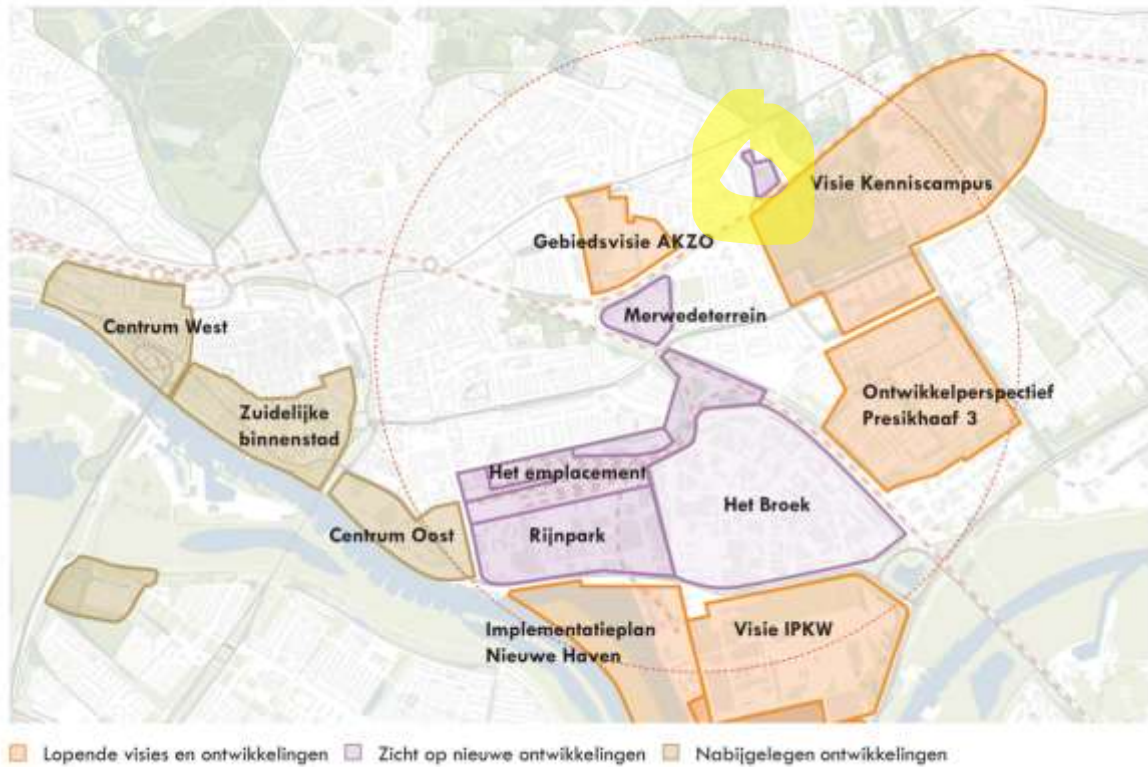 Visie Kenniscampus
Gebiedsvisie AKZO
Merwedeterrein
Centrum West
Zuidelijke
binnenstad
Ontwikkelperspectief
Presikhaaf 3
Het emplacement
Het Broek
Centrum Oost
Rijnpark
Implementatieplan
Nieuwe Haven
Visie IPKW
Lopende visies en ontwikkelingen
Zicht op nieuwe ontwikkelingen
Nabijgelegen ontwikkelingen